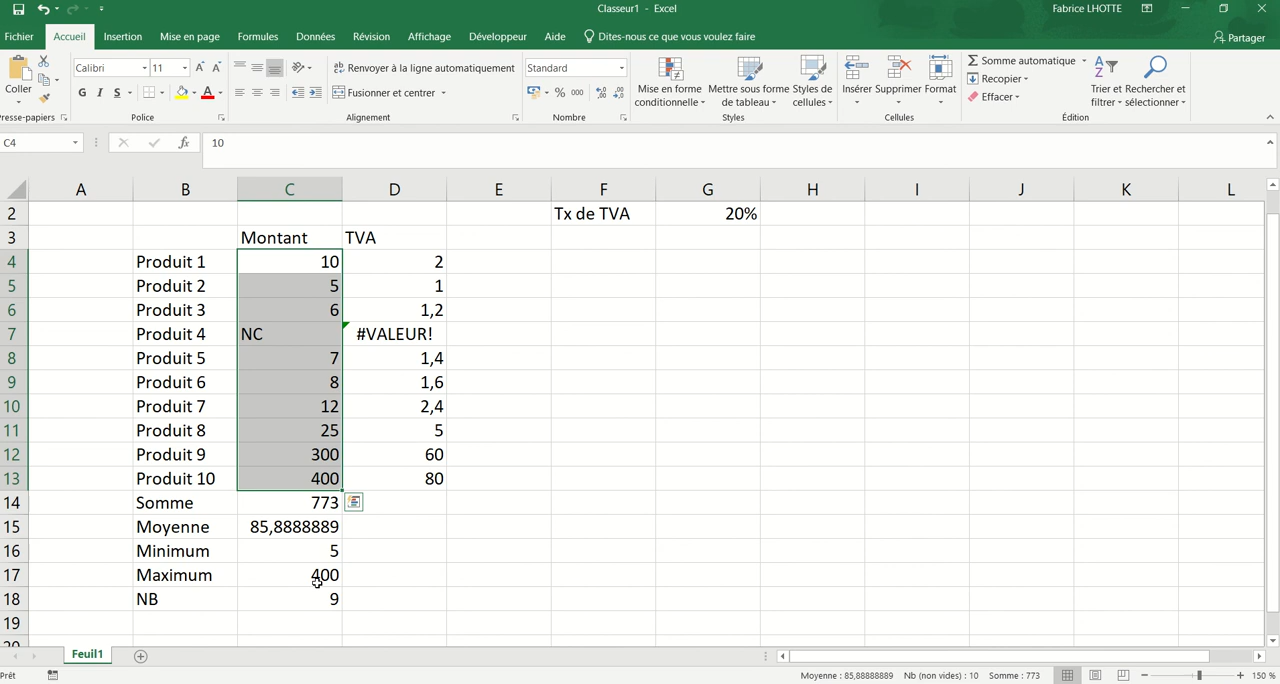 Classeur1 - Excel
Fabrice LHOTTE
Fichier Accueil Insertion Mise en page Formules Données Révision Affichage Développeur Aide Dites-nous ce que vous voulez faire Partager
Calibri 11 Renvoyer à la ligne automatiquement Standard Somme automatique
Coller G I S Fusionner et centrer % 000 Mise en forme conditionnelle Mettre sous forme de tableau Styles de cellules Insérer Supprimer Format Recopier Effacer Trier et filtrer Rechercher et sélectionner
resse-papiers Police Alignement Nombre Styles Cellules Édition
C4 fx 10
A B C D E F G H I J K L
2 Tx de TVA 20%
3 Montant TVA
4 Produit 1 10 2
5 Produit 2 5 1
6 Produit 3 6 1,2
7 Produit 4 NC #VALEUR!
8 Produit 5 7 1,4
9 Produit 6 8 1,6
10 Produit 7 12 2,4
11 Produit 8 25 5
12 Produit 9 300 60
13 Produit 10 400 80
14 Somme 773
15 Moyenne 85,8888889
16 Minimum 5
17 Maximum 400
18 NB 9
19
20
Feuil1
Prêt Moyenne : 85,88888889 Nb (non vides) : 10 Somme : 773 150 %